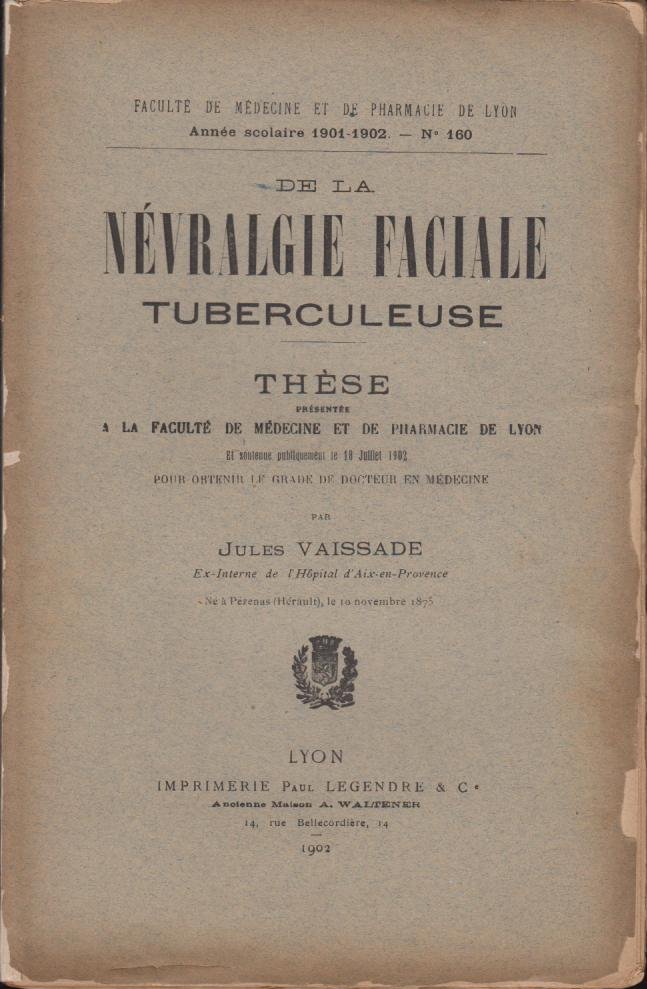 FACULTÉ DE MÉDECINE ET DE PHARMACIE DE LYON
Année scolaire 1901-1902. — N° 160
DE LA
NÉVRALGIE FACIALE
TUBERCULEUSE
THÈSE
PRÉSENTÉE
A LA FACULTÉ DE MÉDECINE ET DE PHARMACIE DE LYON
Et soutenue publiquement le 18 Juillet 1902
POUR OBTENIR LE GRADE DE DOCTEUR EN MÉDECINE
PAR
JULES VAISSADE
Ex-Interne de l'Hôpital d'Aix-en-Provence
Né à Pézenas (Hérault), le 10 novembre 1875
LYON
IMPRIMERIE PAUL LEGENDRE & Cᵉ
Ancienne Maison A. WALTENER
14, rue Bellecordière, 14
1902